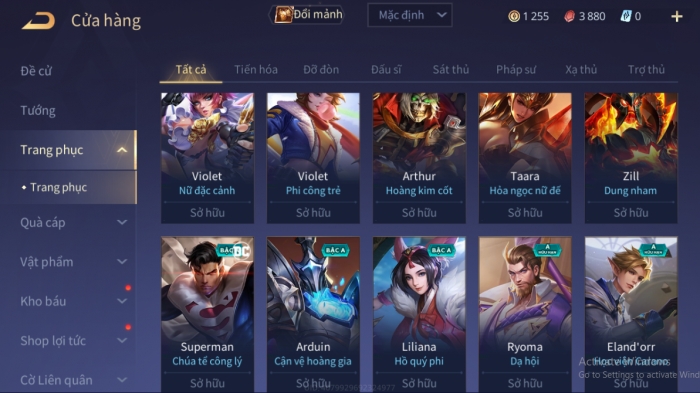 Cửa hàng
Đổi mảnh
Mặc định
1 255
3 880
0
Đề cử
Tướng
Trang phục
Trang phục
Quà cáp
Vật phẩm
Kho báu
Shop lợi tức
Cờ Liên quân
Tất cả Tiến hóa Đỡ đòn Đấu sĩ Sát thủ Pháp sư Xạ thủ Trợ thủ
Violet
Nữ đặc cảnh
Sở hữu
Violet
Phi công trẻ
Sở hữu
Arthur
Hoàng kim cốt
Sở hữu
Taara
Hỏa ngọc nữ đế
Sở hữu
Zill
Dung nham
Sở hữu
Superman
Chúa tể công lý
Sở hữu
BẬC A
Arduin
Cận vệ hoàng gia
Sở hữu
BẬC A
Liliana
Hồ quý phi
Sở hữu
A
HỮU HẠN
Ryoma
Dạ hội
Sở hữu
A
HỮU HẠN
Eland'orr
Sở hữu
Activate Windows
Go to Settings to activate Wind